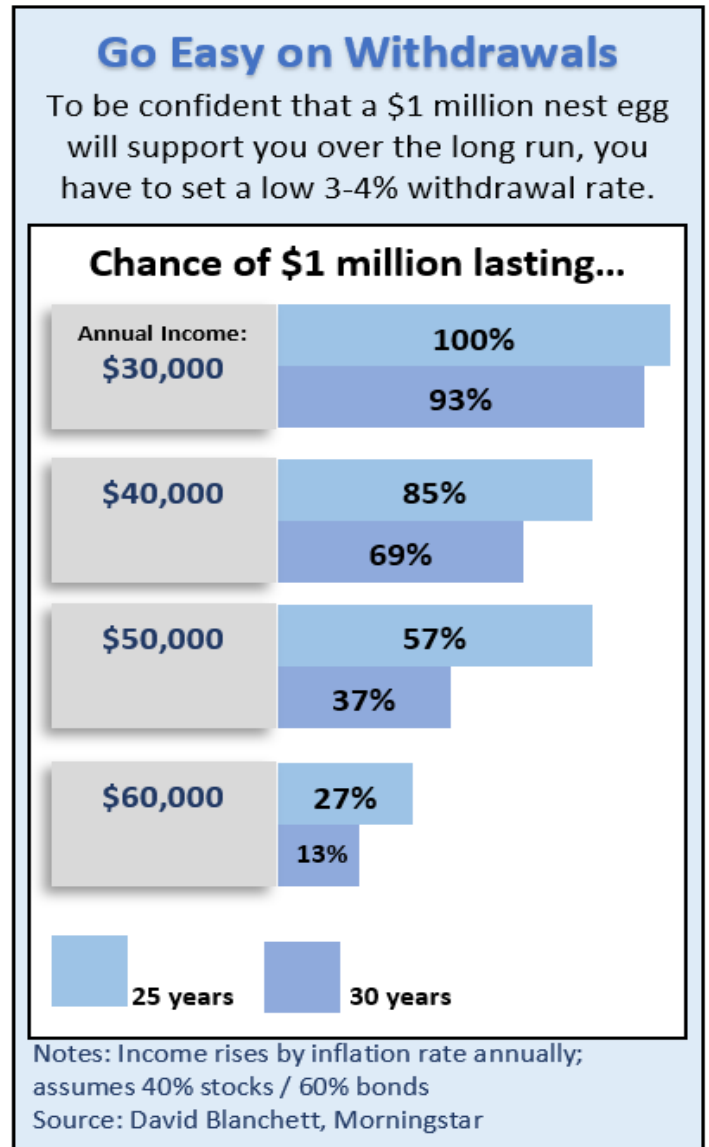 Go Easy on Withdrawals
To be confident that a $1 million nest egg
will support you over the long run, you
have to set a low 3-4% withdrawal rate.
Chance of $1 million lasting...
Annual Income:
$30,000
100%
93%
$40,000
85%
69%
$50,000
57%
37%
$60,000
27%
13%
25 years
30 years
Notes: Income rises by inflation rate annually;
assumes 40% stocks / 60% bonds
Source: David Blanchett, Morningstar